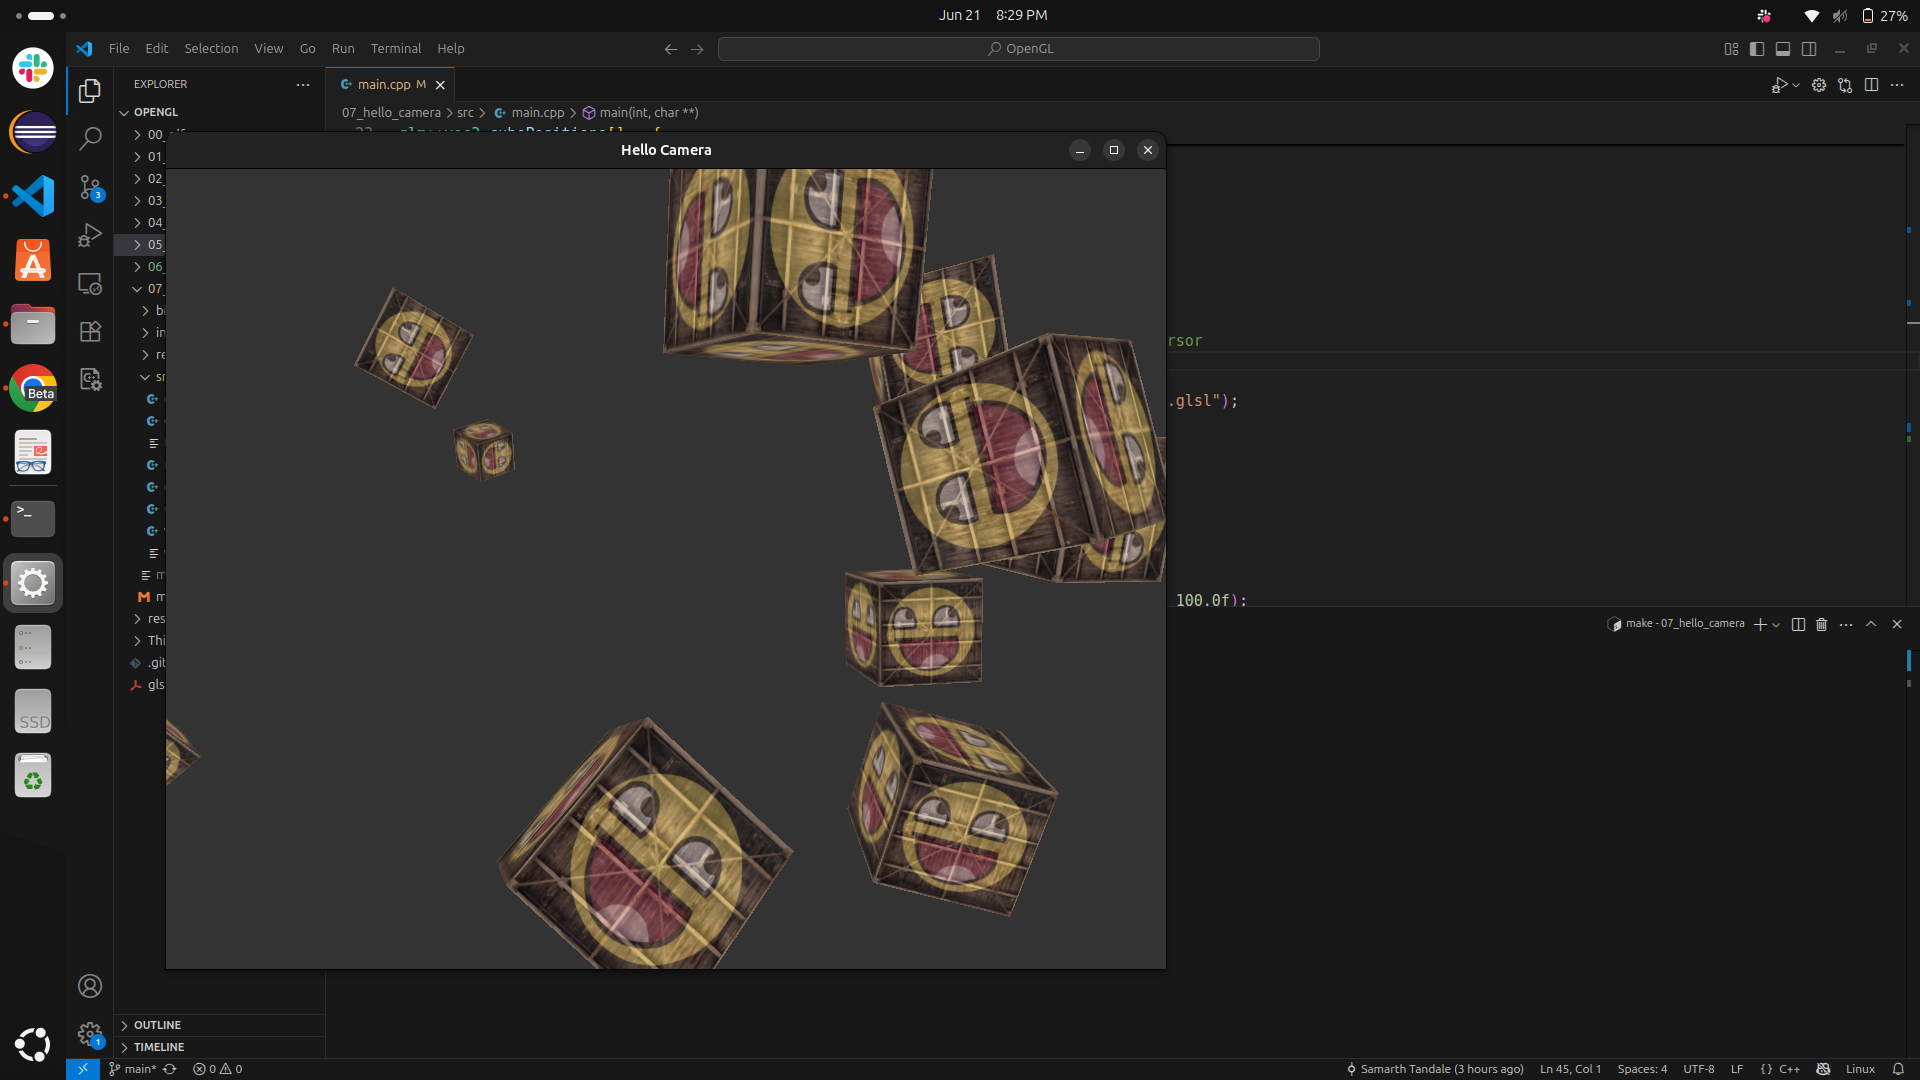 Jun 21 8:29 PM
27%
File Edit Selection View Go Run Terminal Help
OpenGL
EXPLORER
main.cpp M
OPENGL
07_hello_camera > src > main.cpp > main(int, char **)
00_
01_
02_
03_
04_
05_
06_
07_
bi
in
re
sr
m
M m
res
Thi
.git
gls
3
Hello Camera
rsor
.glsl");
100.0f);
make - 07_hello_camera
Beta
>_
SSD
1
OUTLINE
TIMELINE
main* 0 0
Samarth Tandale (3 hours ago) Ln 45, Col 1 Spaces: 4 UTF-8 LF {} C++ Linux